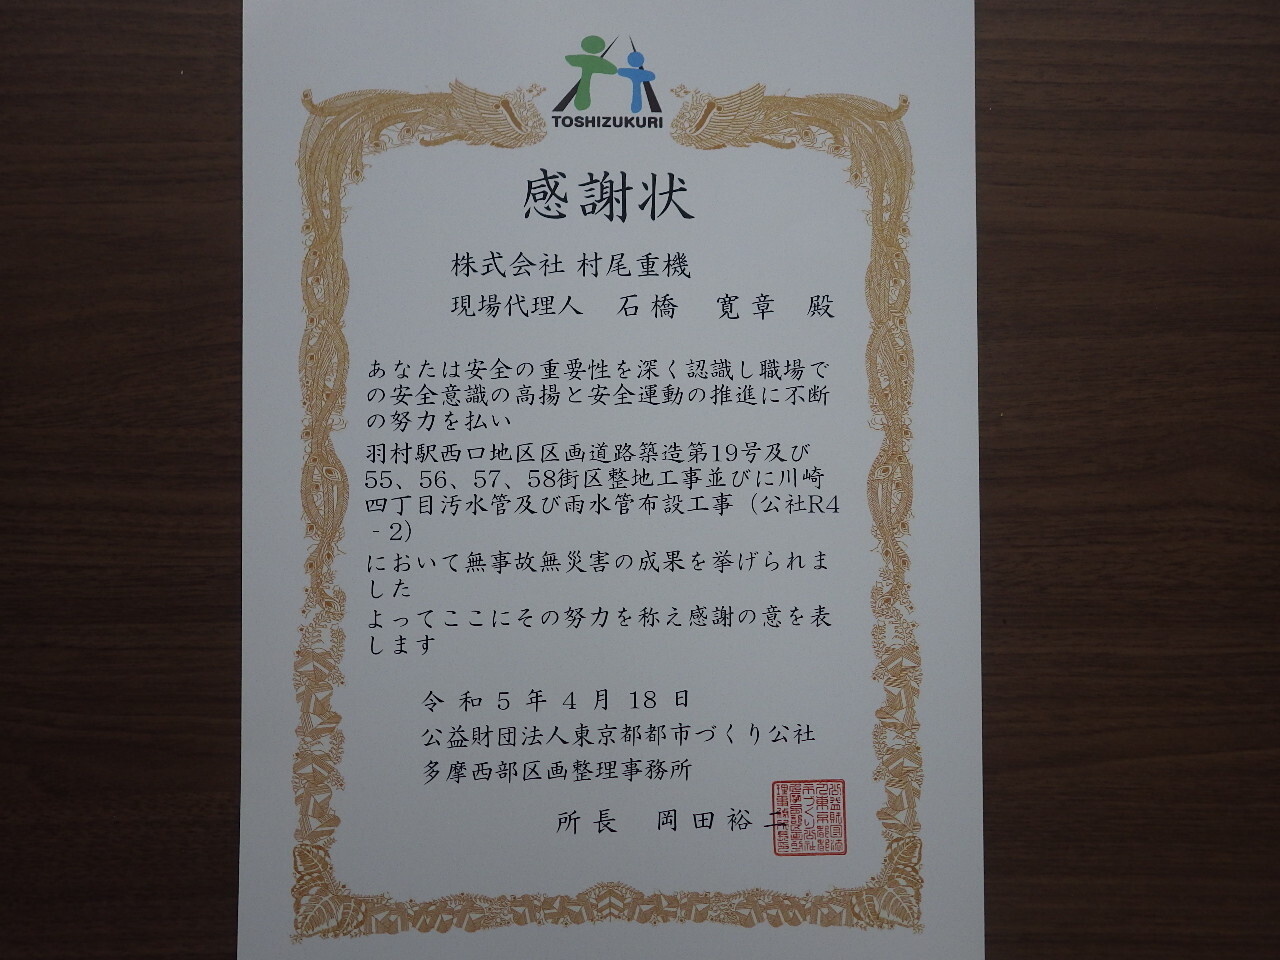 TOSHIZUKURI
感謝状
株式会社 村尾重機
現場代理人 石橋 寛章 殿
あなたは安全の重要性を深く認識し職場で
の安全意識の高揚と安全運動の推進に不断
の努力を払い
羽村駅西口地区区画道路築造第19号及び
55、56、57、58街区整地工事並びに川崎
四丁目汚水管及び雨水管布設工事（公社R4
-2）
において無事故無災害の成果を挙げられま
した
よってここにその努力を称え感謝の意を表
します
令和5年4月18日
公益財団法人東京都都市づくり公社
多摩西部区画整理事務所
所長 岡田裕二